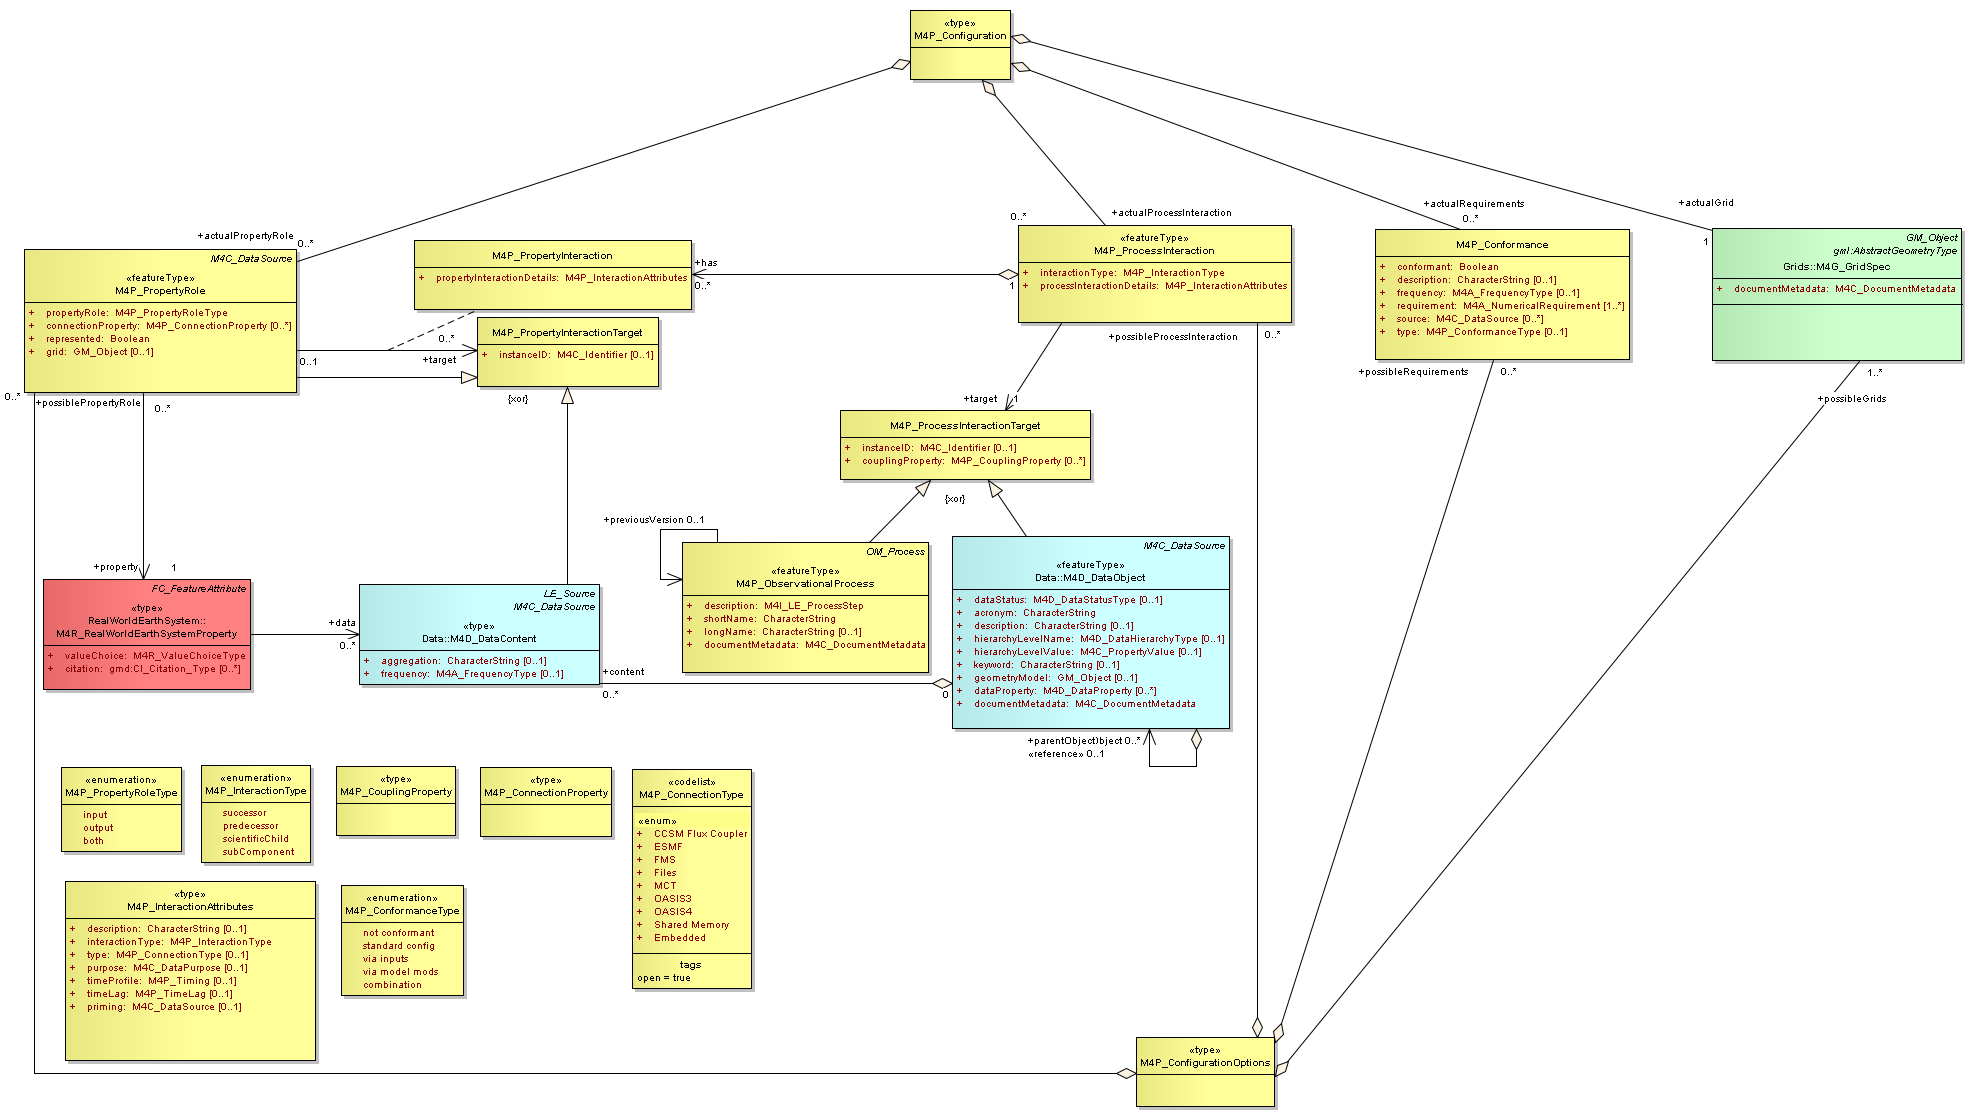 «type»
M4P_Configuration
+actualPropertyRole
0..*
M4C_DataSource
«featureType»
M4P_PropertyRole
+ propertyRole: M4P_PropertyRoleType
+ connectionProperty: M4P_ConnectionProperty [0..*]
+ represented: Boolean
+ grid: GM_Object [0..1]
M4P_PropertyInteraction
+ propertyInteractionDetails: M4P_InteractionAttributes
+has
0..*
1
0..*
+actualProcessInteraction
«featureType»
M4P_ProcessInteraction
+ interactionType: M4P_InteractionType
+ processInteractionDetails: M4P_InteractionAttributes
+actualRequirements
0..*
M4P_Conformance
+ conformant: Boolean
+ description: CharacterString [0..1]
+ frequency: M4A_FrequencyType [0..1]
+ requirement: M4A_NumericalRequirement [1..*]
+ source: M4C_DataSource [0..*]
+ type: M4P_ConformanceType [0..1]
+actualGrid
1
GM_Object
gml:AbstractGeometryType
Grids::M4G_GridSpec
+ documentMetadata: M4C_DocumentMetadata
0..1
0..*
+target
M4P_PropertyInteractionTarget
+ instanceID: M4C_Identifier [0..1]
{xor}
0..*
+possiblePropertyRole
0..*
+possibleProcessInteraction
0..*
+possibleRequirements
0..*
1..*
+possibleGrids
+target
1
M4P_ProcessInteractionTarget
+ instanceID: M4C_Identifier [0..1]
+ couplingProperty: M4P_CouplingProperty [0..*]
{xor}
+previousVersion 0..1
OM_Process
«featureType»
M4P_ObservationalProcess
+ description: M4I_LE_ProcessStep
+ shortName: CharacterString
+ longName: CharacterString [0..1]
+ documentMetadata: M4C_DocumentMetadata
M4C_DataSource
«featureType»
Data::M4D_DataObject
+ dataStatus: M4D_DataStatusType [0..1]
+ acronym: CharacterString
+ description: CharacterString [0..1]
+ hierarchyLevelName: M4D_DataHierarchyType [0..1]
+ hierarchyLevelValue: M4C_PropertyValue [0..1]
+ keyword: CharacterString [0..1]
+ geometryModel: GM_Object [0..1]
+ dataProperty: M4D_DataProperty [0..*]
+ documentMetadata: M4C_DocumentMetadata
+property
1
FC_FeatureAttribute
«type»
RealWorldEarthSystem::
M4R_RealWorldEarthSystemProperty
+ valueChoice: M4R_ValueChoiceType
+ citation: gmd:CI_Citation_Type [0..*]
+data
0..*
LE_Source
M4C_DataSource
«type»
Data::M4D_DataContent
+ aggregation: CharacterString [0..1]
+ frequency: M4A_FrequencyType [0..1]
+content
0..*
0
+parentObject)bject 0..*
«reference» 0..1
«enumeration»
M4P_PropertyRoleType
input
output
both
«enumeration»
M4P_InteractionType
successor
predecessor
scientificChild
subComponent
«type»
M4P_CouplingProperty
«type»
M4P_ConnectionProperty
«codelist»
M4P_ConnectionType
«enum»
+ CCSM Flux Coupler
+ ESMF
+ FMS
+ Files
+ MCT
+ OASIS3
+ OASIS4
+ Shared Memory
+ Embedded
tags
open = true
«type»
M4P_InteractionAttributes
+ description: CharacterString [0..1]
+ interactionType: M4P_InteractionType
+ type: M4P_ConnectionType [0..1]
+ purpose: M4C_DataPurpose [0..1]
+ timeProfile: M4P_Timing [0..1]
+ timeLag: M4P_TimeLag [0..1]
+ priming: M4C_DataSource [0..1]
«enumeration»
M4P_ConformanceType
not conformant
standard config
via inputs
via model mods
combination
«type»
M4P_ConfigurationOptions